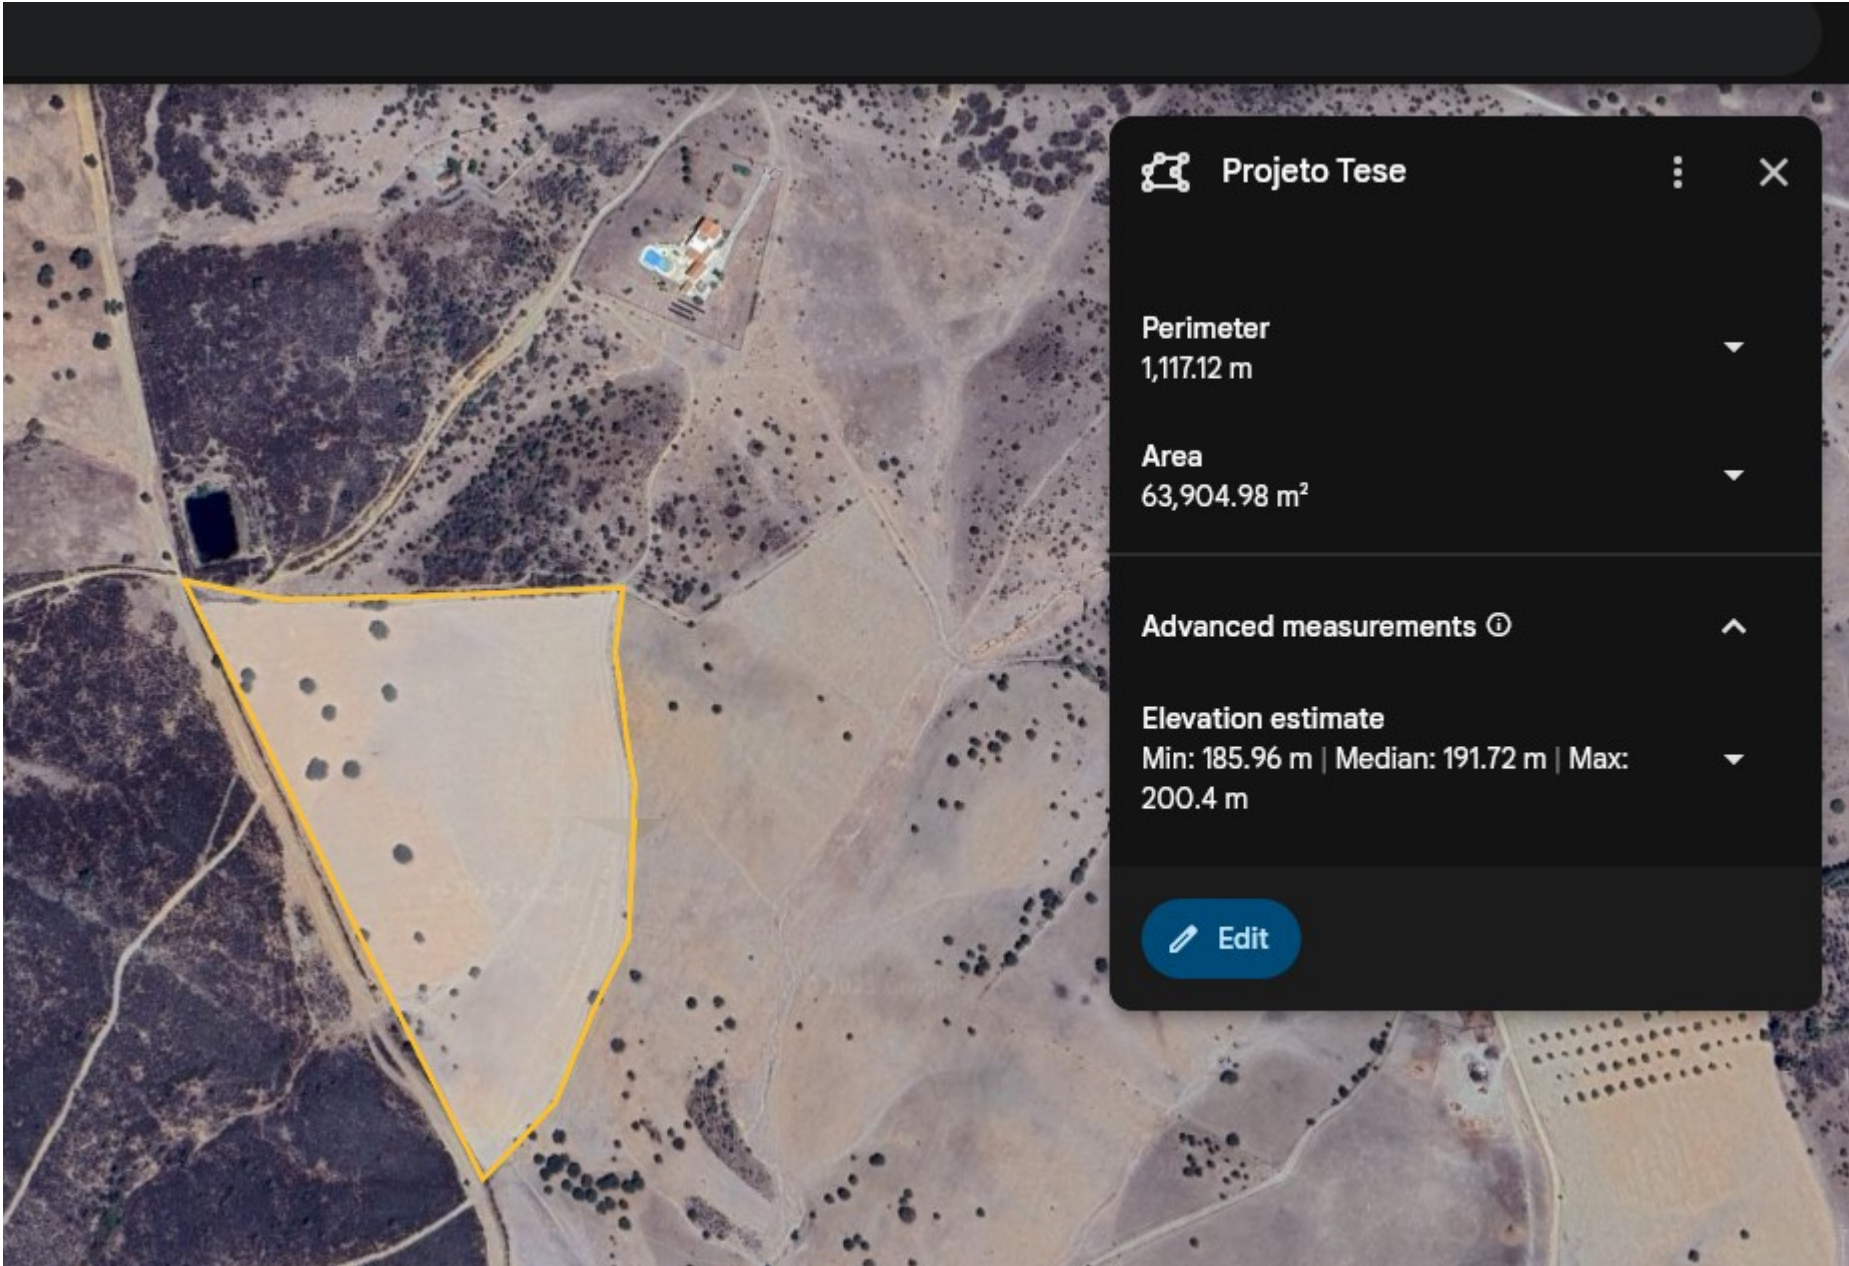 Projeto Tese
Perimeter
1,117.12 m
Area
63,904.98 m²
Advanced measurements
Elevation estimate
Min: 185.96 m | Median: 191.72 m | Max:
200.4 m
Edit